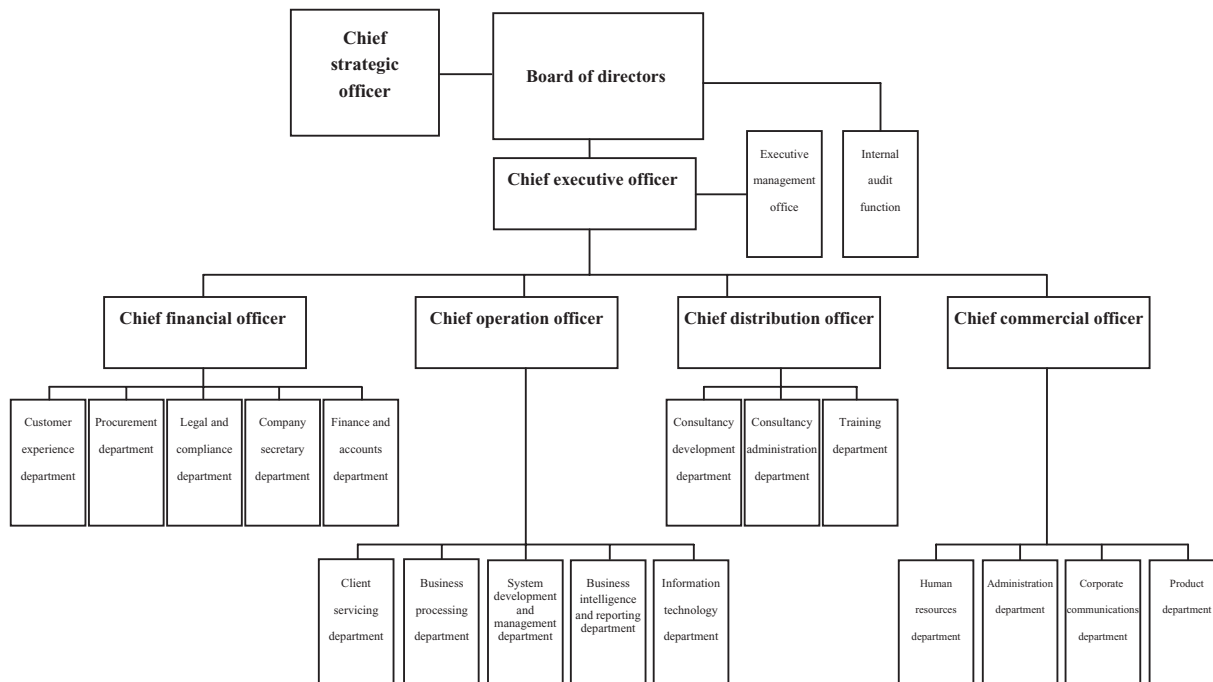 Chief
strategic
officer
Board of directors
Chief executive officer
Executive
management
office
Internal
audit
function
Chief financial officer
Chief operation officer
Chief distribution officer
Chief commercial officer
Customer
experience
department
Procurement
department
Legal and
compliance
department
Company
secretary
department
Finance and
accounts
department
Consultancy
development
department
Consultancy
administration
department
Training
department
Client
servicing
department
Business
processing
department
System
development and
management
department
Business
intelligence and reporting
department
Information
technology
department
Human
resources
department
Administration
department
Corporate
communications
department
Product
department